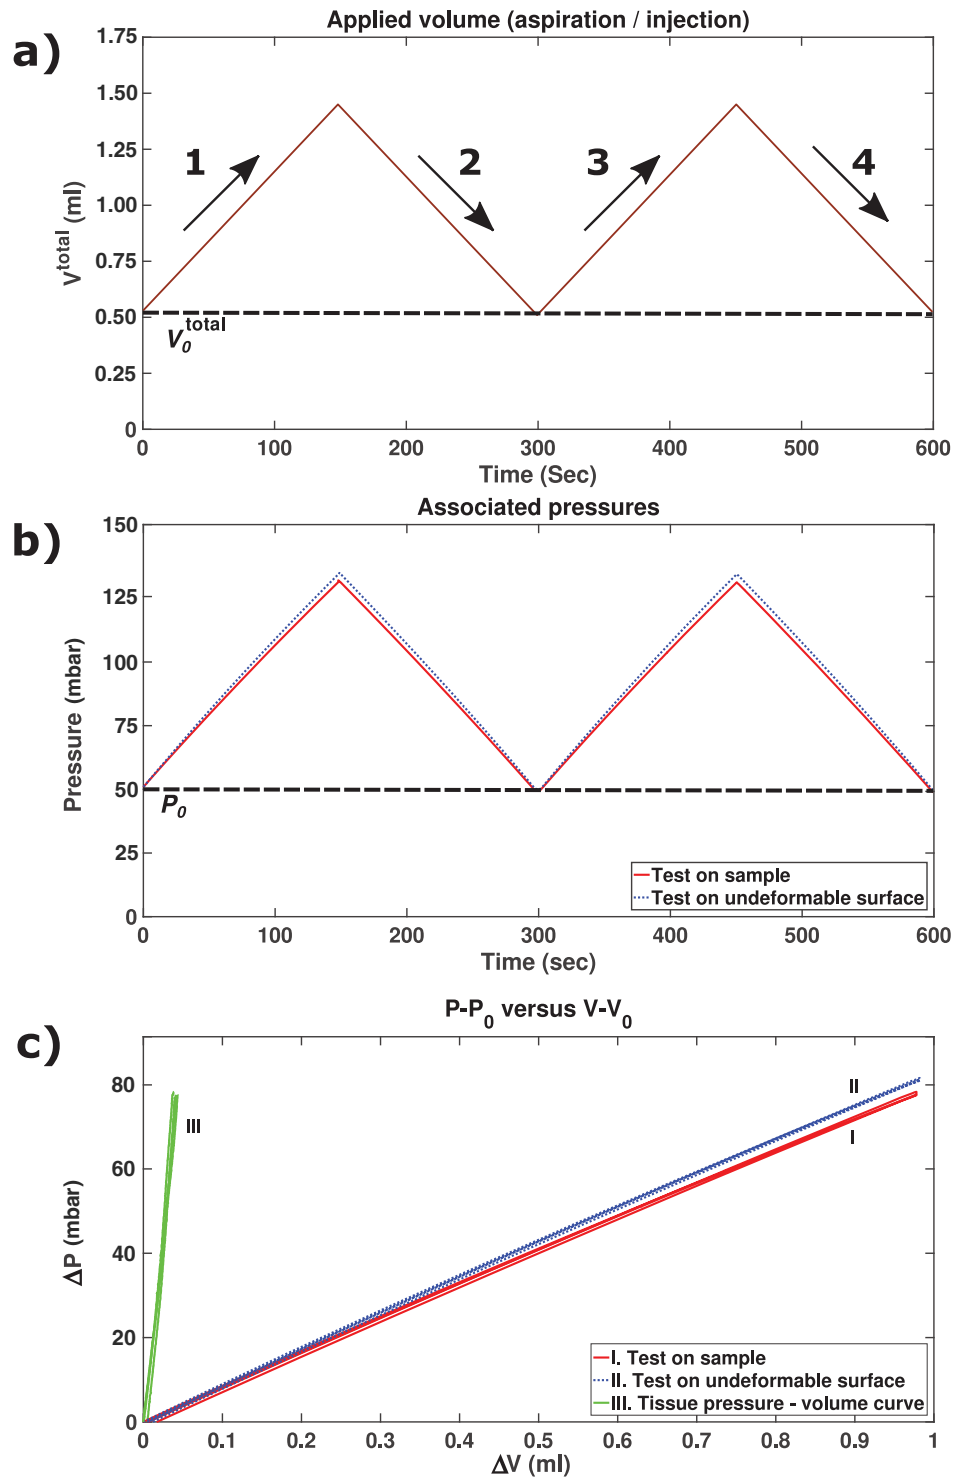 Applied volume (aspiration / injection)
a)
1.75
1.50
1.25
1.00
0.75
0.50
0.25
0
V^total (ml)
1
2
3
4
V_0^total
0 100 200 300 400 500 600
Time (Sec)
Associated pressures
b)
150
125
100
75
50
25
0
Pressure (mbar)
P_0
Test on sample
Test on undeformable surface
0 100 200 300 400 500 600
Time (sec)
P-P_0 versus V-V_0
c)
80
60
40
20
0
ΔP (mbar)
III
II
I
I. Test on sample
II. Test on undeformable surface
III. Tissue pressure - volume curve
0 0.1 0.2 0.3 0.4 0.5 0.6 0.7 0.8 0.9 1
ΔV (ml)